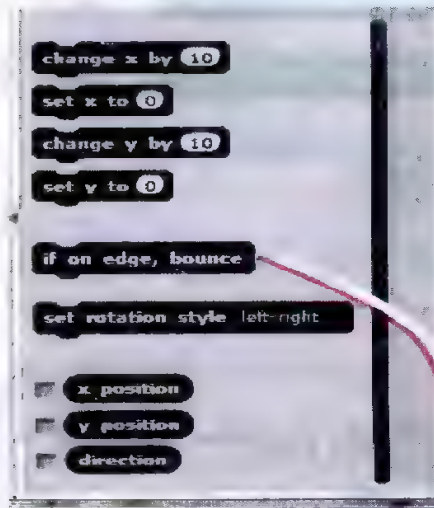 change x by 10
set x to 0
change y by 10
set y to 0
if on edge, bounce
set rotation style left-right
x position
y position
direction